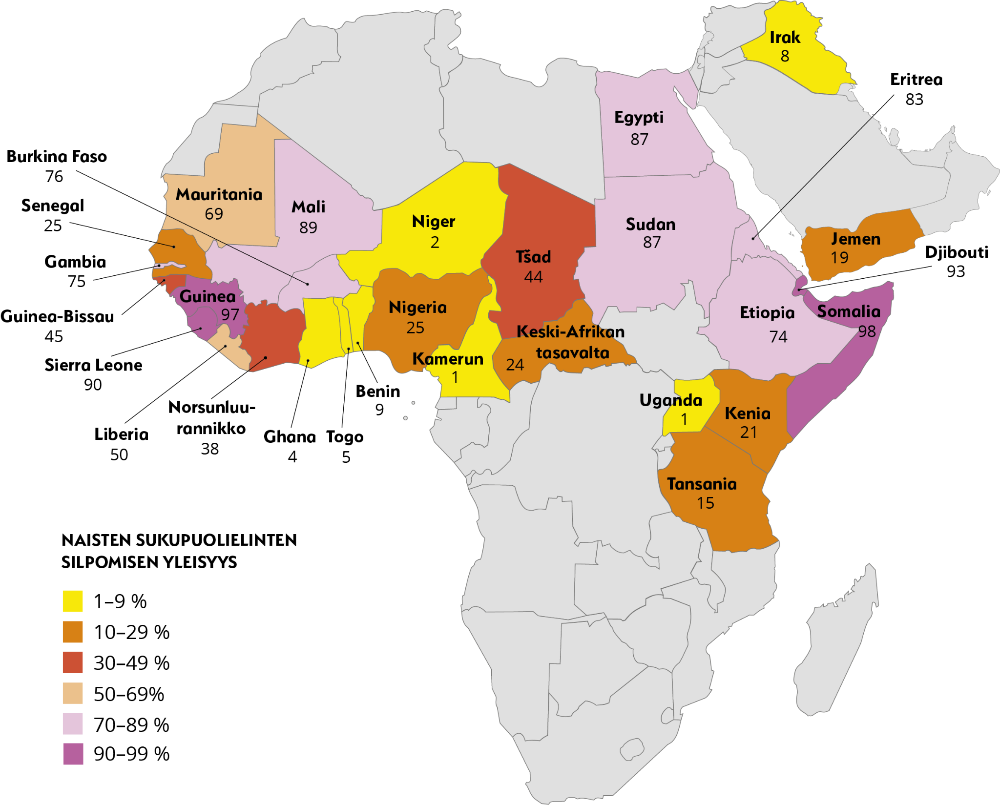 Irak
8
Eritrea
83
Egypti
87
Burkina Faso
76
Mauritania
69
Mali
89
Senegal
25
Niger
2
Sudan
87
Jemen
19
Djibouti
93
Tšad
44
Gambia
75
Guinea
97
Guinea-Bissau
45
Nigeria
25
Etiopia
74
Somalia
98
Keski-Afrikan
tasavalta
24
Sierra Leone
90
Kamerun
1
Benin
9
Uganda
1
Kenia
21
Norsunluu-
rannikko
38
Liberia
50
Ghana
4
Togo
5
Tansania
15
NAISTEN SUKUPUOLIELINTEN
SILPOMISEN YLEISYYS
1–9 %
10–29 %
30–49 %
50–69%
70–89 %
90–99 %